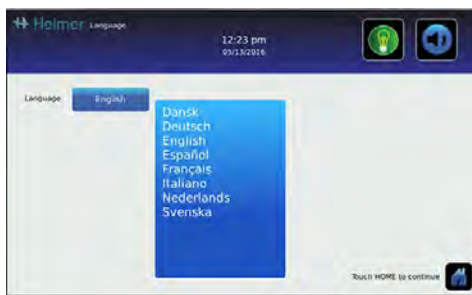 Helmer Language
12:23 pm
05/13/2016
Language
English
Dansk
Deutsch
English
Español
Français
Italiano
Nederlands
Svenska
Touch HOME to continue